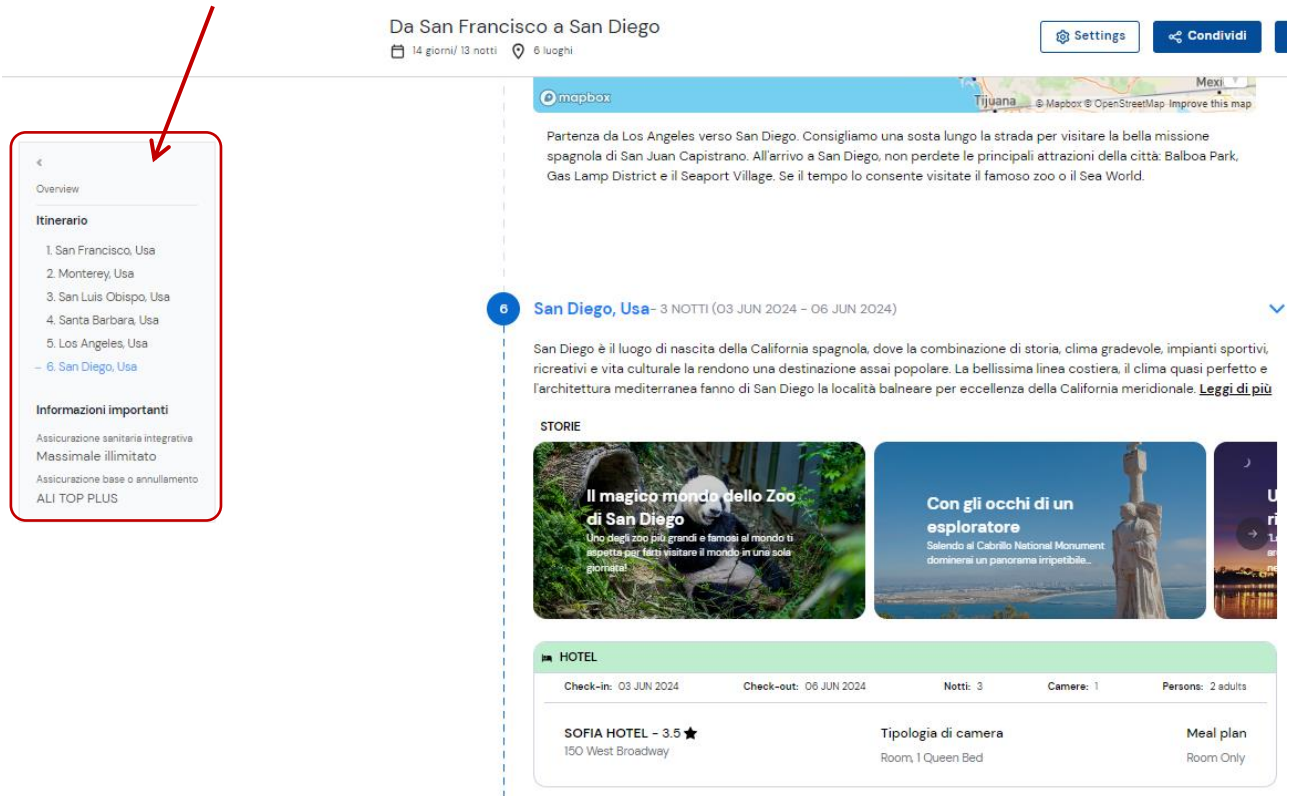 Da San Francisco a San Diego
14 giorni/ 13 notti 6 luoghi
Settings
Condividi
mapbox
Tijuana
Mexi
© Mapbox © OpenStreetMap Improve this map
Partenza da Los Angeles verso San Diego. Consigliamo una sosta lungo la strada per visitare la bella missione
spagnola di San Juan Capistrano. All'arrivo a San Diego, non perdete le principali attrazioni della città: Balboa Park,
Gas Lamp District e il Seaport Village. Se il tempo lo consente visitate il famoso zoo o il Sea World.
Overview
Itinerario
1. San Francisco, Usa
2. Monterey, Usa
3. San Luis Obispo, Usa
4. Santa Barbara, Usa
5. Los Angeles, Usa
– 6. San Diego, Usa
Informazioni importanti
Assicurazione sanitaria integrativa
Massimale illimitato
Assicurazione base o annullamento
ALI TOP PLUS
6
San Diego, Usa- 3 NOTTI (03 JUN 2024 - 06 JUN 2024)
San Diego è il luogo di nascita della California spagnola, dove la combinazione di storia, clima gradevole, impianti sportivi,
ricreativi e vita culturale la rendono una destinazione assai popolare. La bellissima linea costiera, il clima quasi perfetto e
l'architettura mediterranea fanno di San Diego la località balneare per eccellenza della California meridionale. Leggi di più
STORIE
Il magico mondo dello Zoo
di San Diego
Uno degli zoo più grandi e famosi al mondo ti
aspetta per farti visitare il mondo in una sola
giornata!
Con gli occhi di un
esploratore
Salendo al Cabrillo National Monument
dominerai un panorama irripetibile...
HOTEL
Check-in: 03 JUN 2024 Check-out: 06 JUN 2024 Notti: 3 Camere: 1 Persons: 2 adults
SOFIA HOTEL - 3.5 Tipologia di camera Meal plan
150 West Broadway Room, 1 Queen Bed Room Only